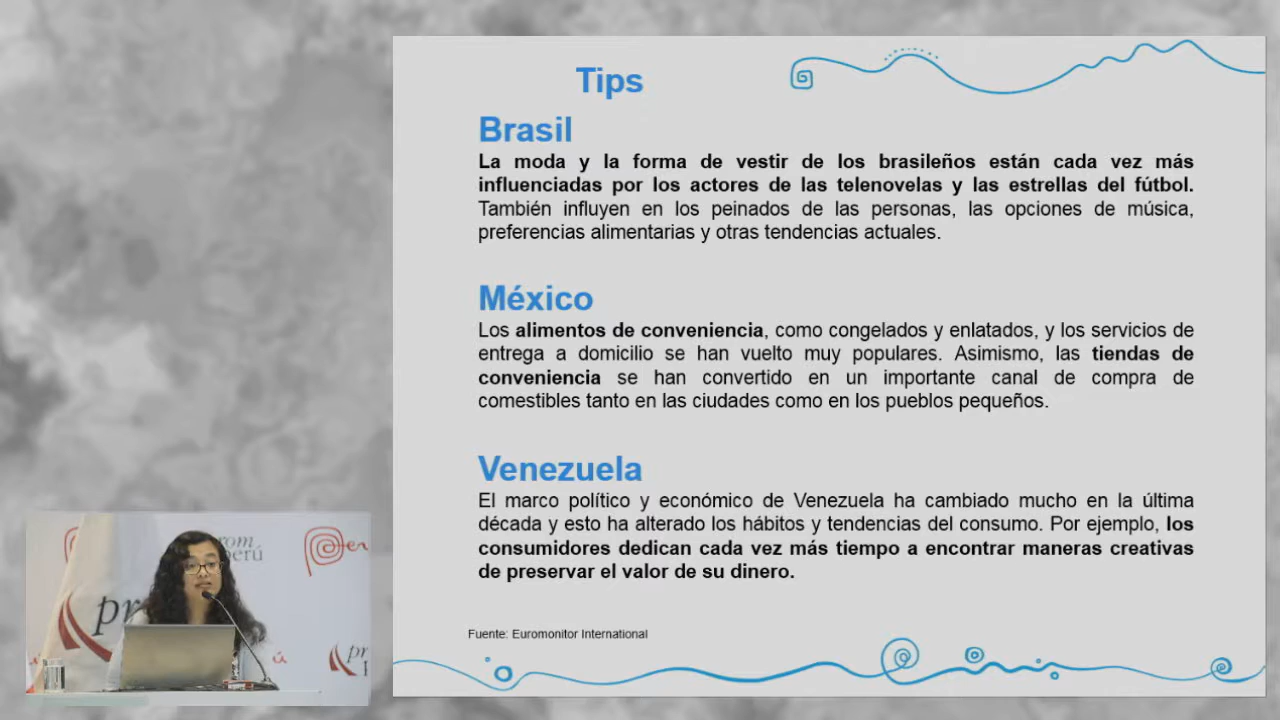 Tips
Brasil
La moda y la forma de vestir de los brasileños están cada vez más
influenciadas por los actores de las telenovelas y las estrellas del fútbol.
También influyen en los peinados de las personas, las opciones de música,
preferencias alimentarias y otras tendencias actuales.
México
Los alimentos de conveniencia, como congelados y enlatados, y los servicios de
entrega a domicilio se han vuelto muy populares. Asimismo, las tiendas de
conveniencia se han convertido en un importante canal de compra de
comestibles tanto en las ciudades como en los pueblos pequeños.
Venezuela
El marco político y económico de Venezuela ha cambiado mucho en la última
década y esto ha alterado los hábitos y tendencias del consumo. Por ejemplo, los
consumidores dedican cada vez más tiempo a encontrar maneras creativas
de preservar el valor de su dinero.
Fuente: Euromonitor International